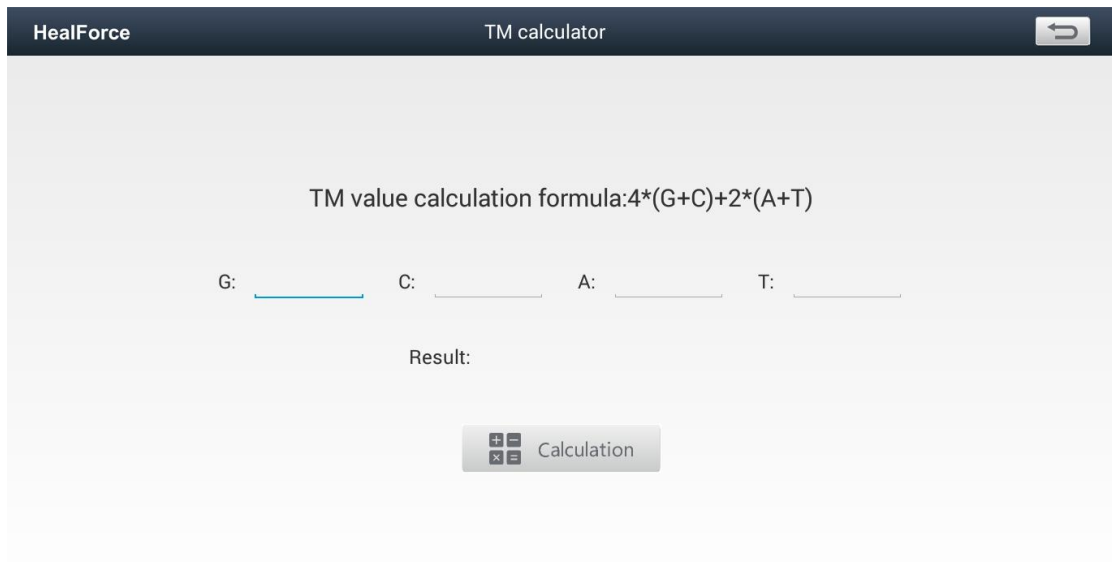 HealForce
TM calculator
TM value calculation formula:4*(G+C)+2*(A+T)
G: C: A: T:
Result:
Calculation